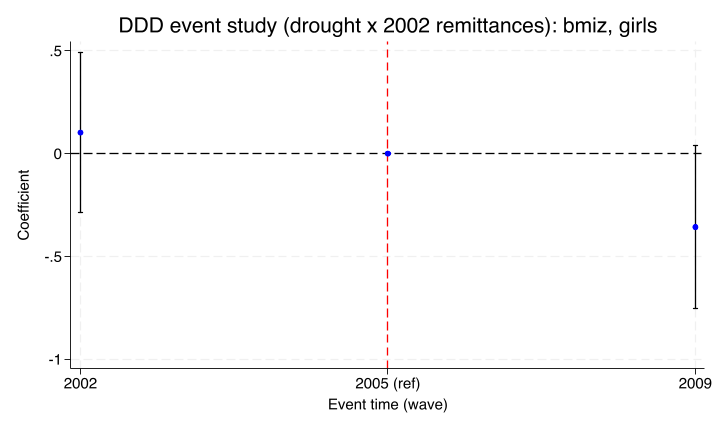 DDD event study (drought x 2002 remittances): bmiz, girls
.5
0
-.5
-1
Coefficient
2002
2005 (ref)
2009
Event time (wave)